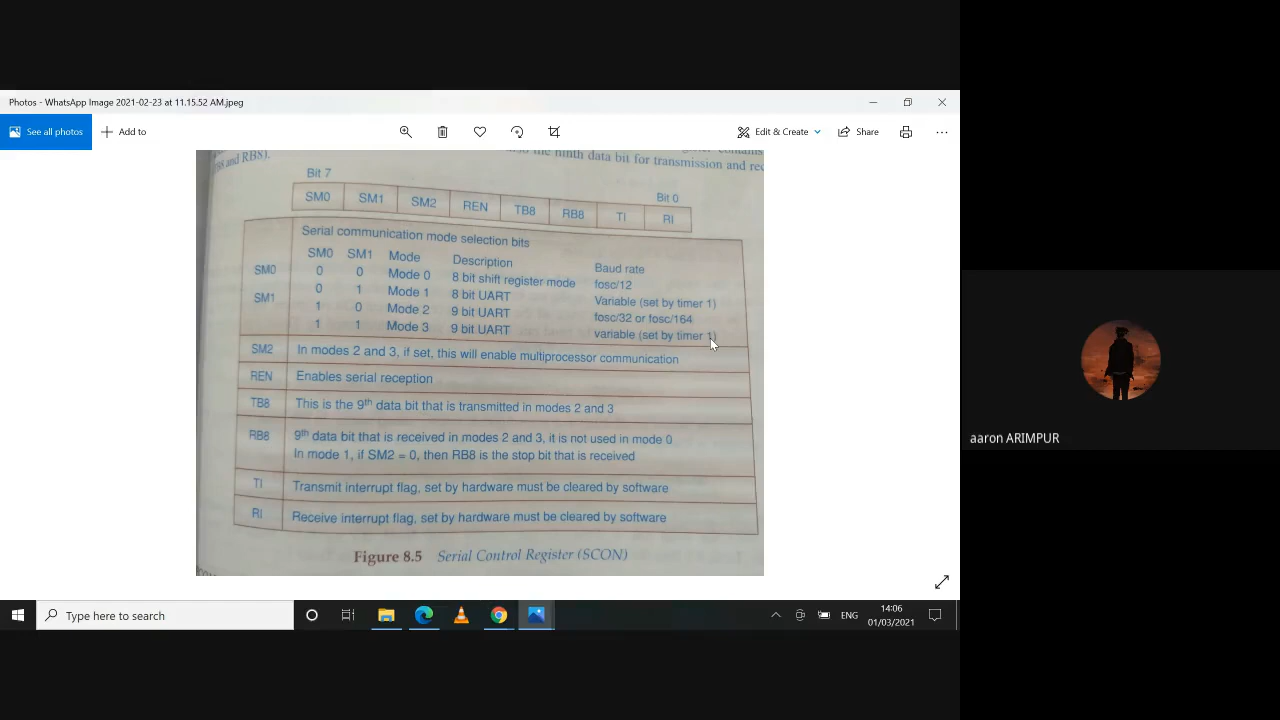 Photos - WhatsApp Image 2021-02-23 at 11.15.52 AM.jpeg
See all photos
Add to
Edit & Create
Share
the ninth data bit for transmission and
and RB8).
Bit 7
Bit 0
SM0 SM1 SM2 REN TB8 RB8 TI RI
Serial communication mode selection bits
SM0 SM1 Mode Description Baud rate
0 0 Mode 0 8 bit shift register mode fosc/12
0 1 Mode 1 8 bit UART Variable (set by timer 1)
1 0 Mode 2 9 bit UART fosc/32 or fosc/164
1 1 Mode 3 9 bit UART variable (set by timer 1)
SM0
SM1
SM2 In modes 2 and 3, if set, this will enable multiprocessor communication
REN Enables serial reception
TB8 This is the 9th data bit that is transmitted in modes 2 and 3
RB8 9th data bit that is received in modes 2 and 3, it is not used in mode 0
In mode 1, if SM2 = 0, then RB8 is the stop bit that is received
TI Transmit interrupt flag, set by hardware must be cleared by software
RI Receive interrupt flag, set by hardware must be cleared by software
Figure 8.5 Serial Control Register (SCON)
aaron ARIMPUR
Type here to search
ENG
14:06
01/03/2021